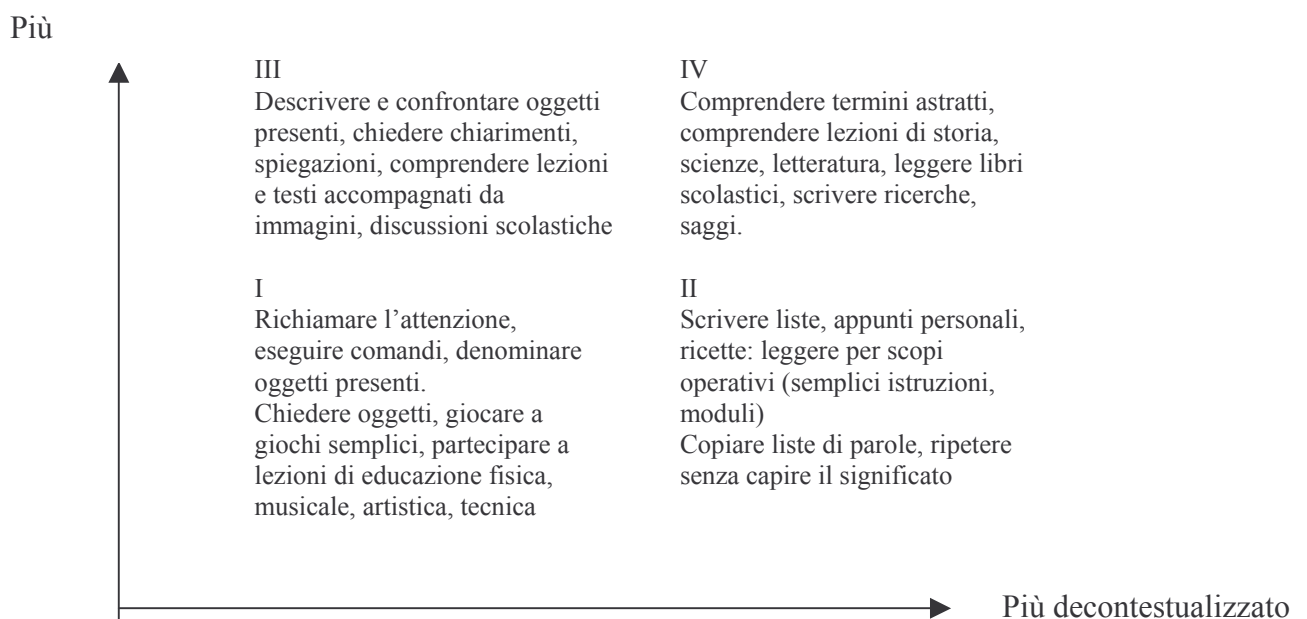 Più
III
Descrivere e confrontare oggetti
presenti, chiedere chiarimenti,
spiegazioni, comprendere lezioni
e testi accompagnati da
immagini, discussioni scolastiche
IV
Comprendere termini astratti,
comprendere lezioni di storia,
scienze, letteratura, leggere libri
scolastici, scrivere ricerche,
saggi.
I
Richiamare l’attenzione,
eseguire comandi, denominare
oggetti presenti.
Chiedere oggetti, giocare a
giochi semplici, partecipare a
lezioni di educazione fisica,
musicale, artistica, tecnica
II
Scrivere liste, appunti personali,
ricette: leggere per scopi
operativi (semplici istruzioni,
moduli)
Copiare liste di parole, ripetere
senza capire il significato
Più decontestualizzato